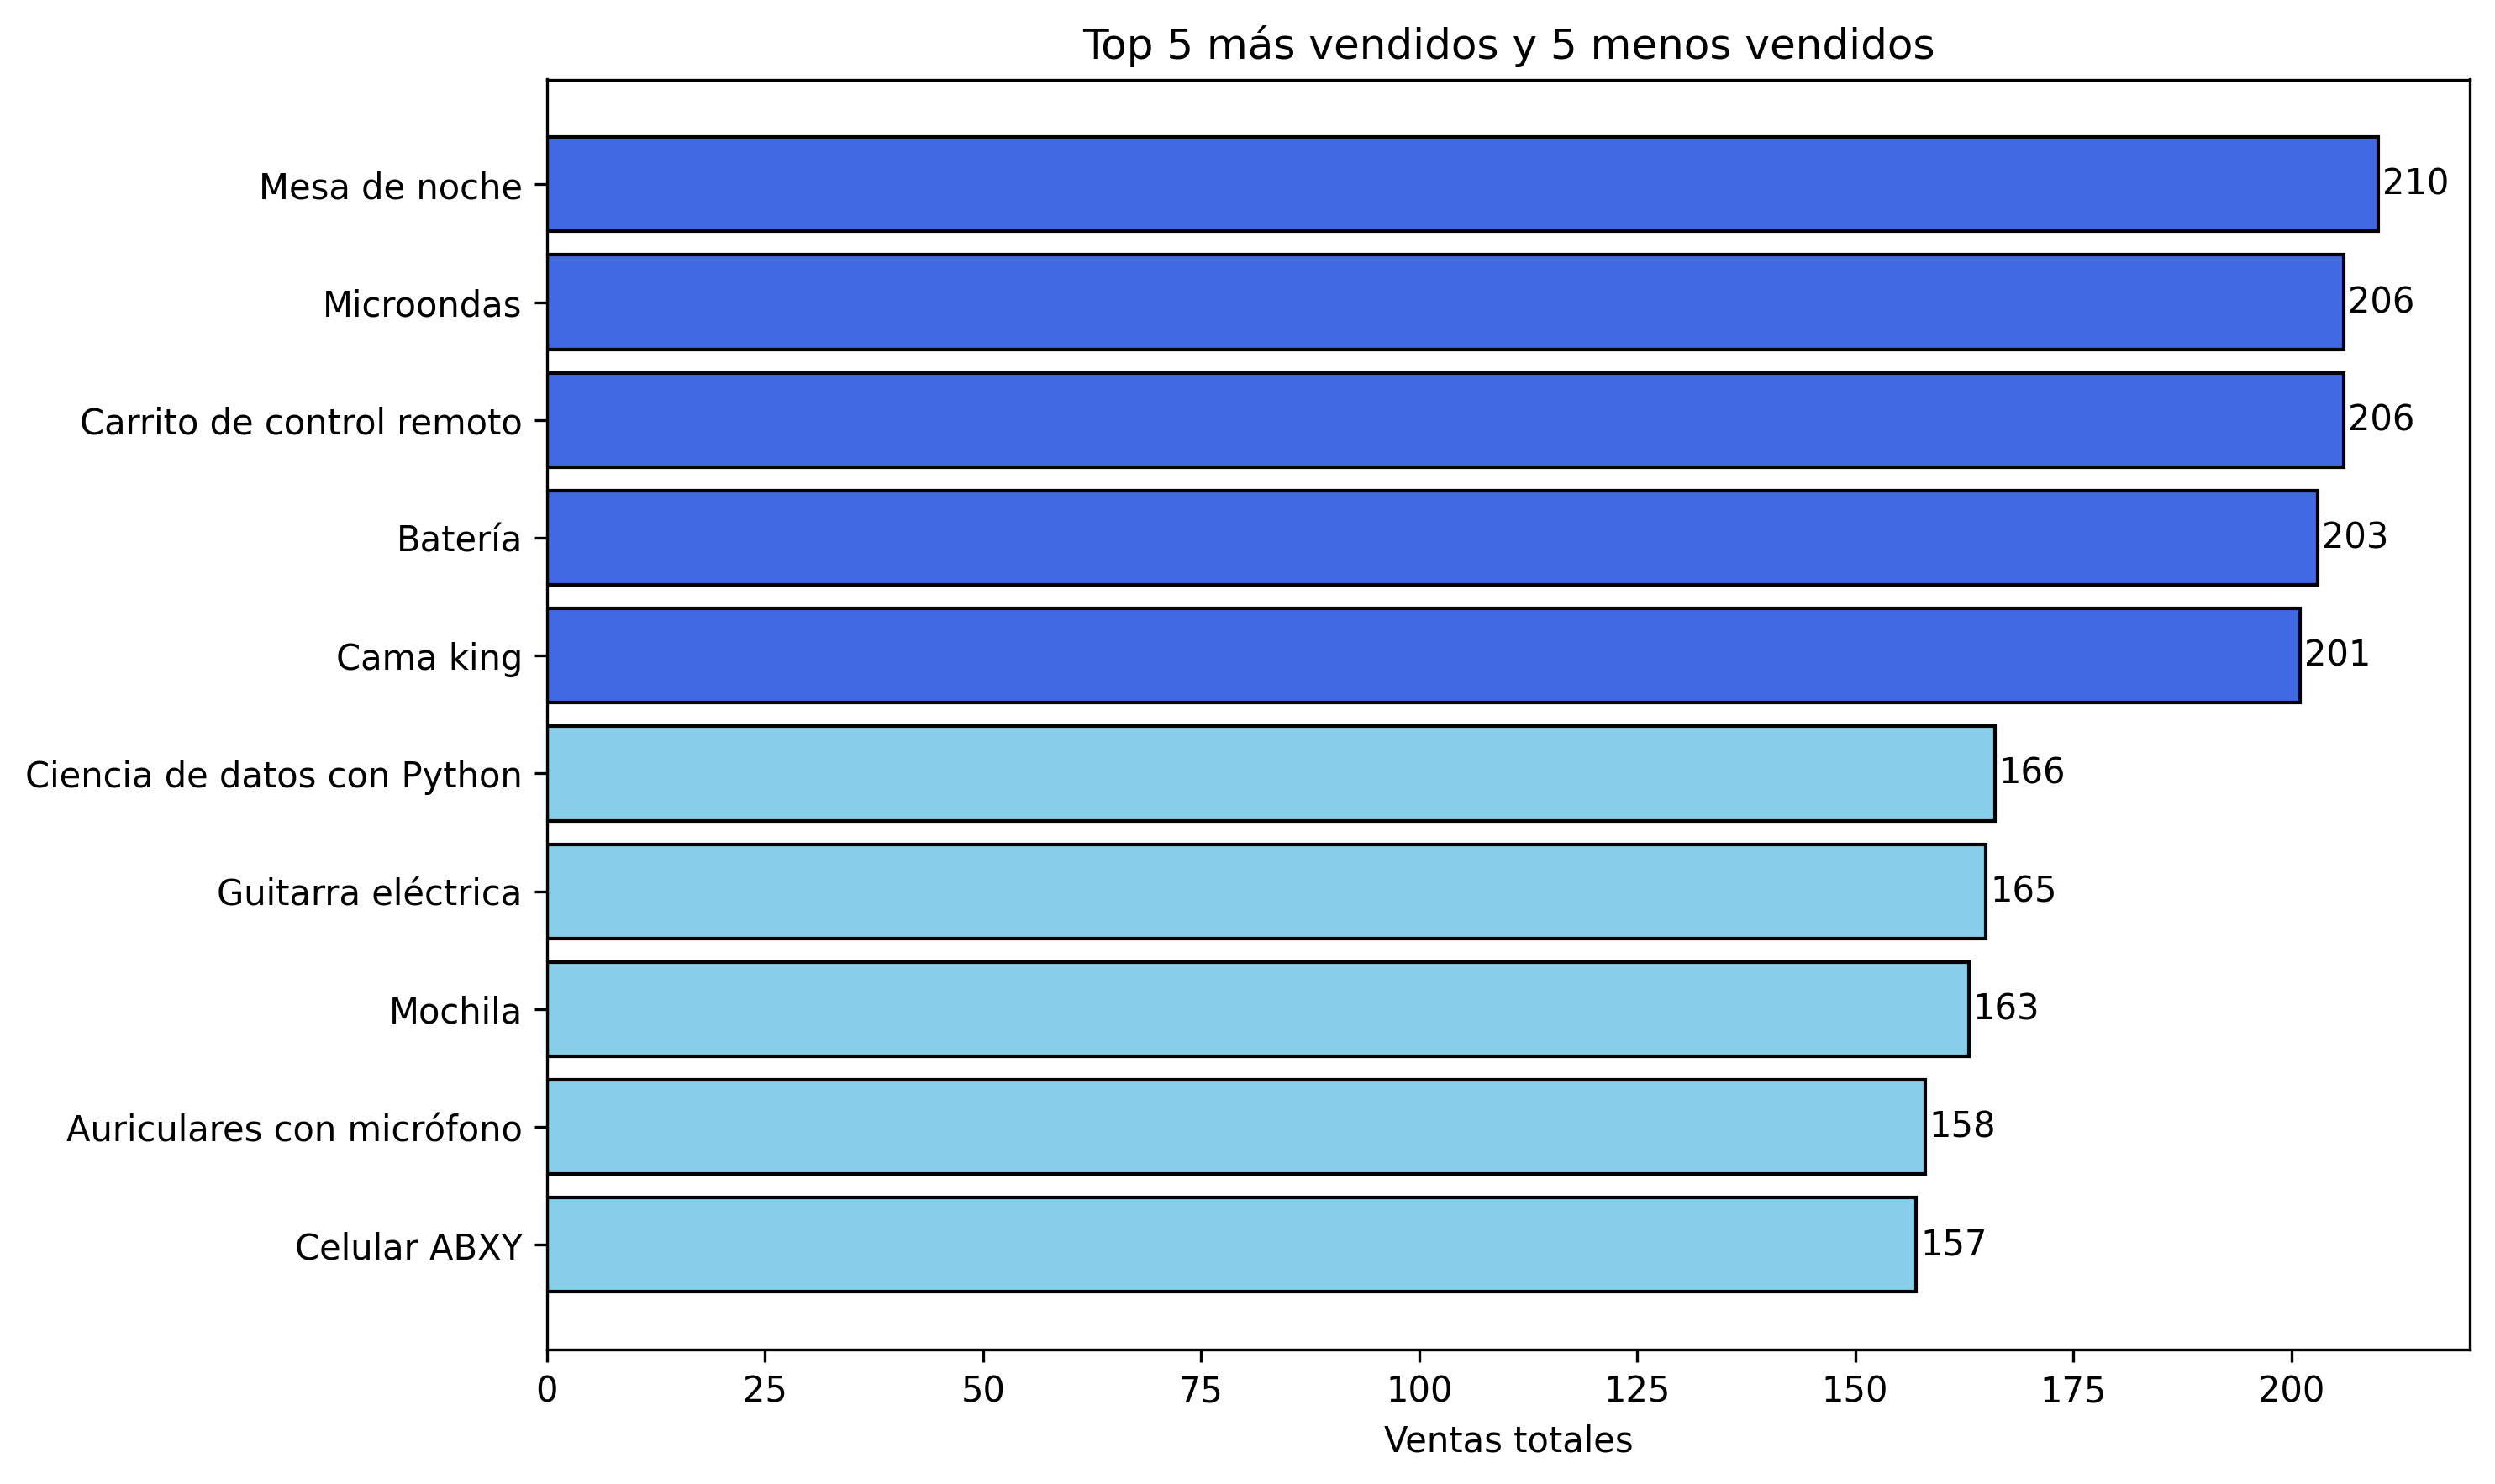 Top 5 más vendidos y 5 menos vendidos
Mesa de noche 210
Microondas 206
Carrito de control remoto 206
Batería 203
Cama king 201
Ciencia de datos con Python 166
Guitarra eléctrica 165
Mochila 163
Auriculares con micrófono 158
Celular ABXY 157
0 25 50 75 100 125 150 175 200
Ventas totales